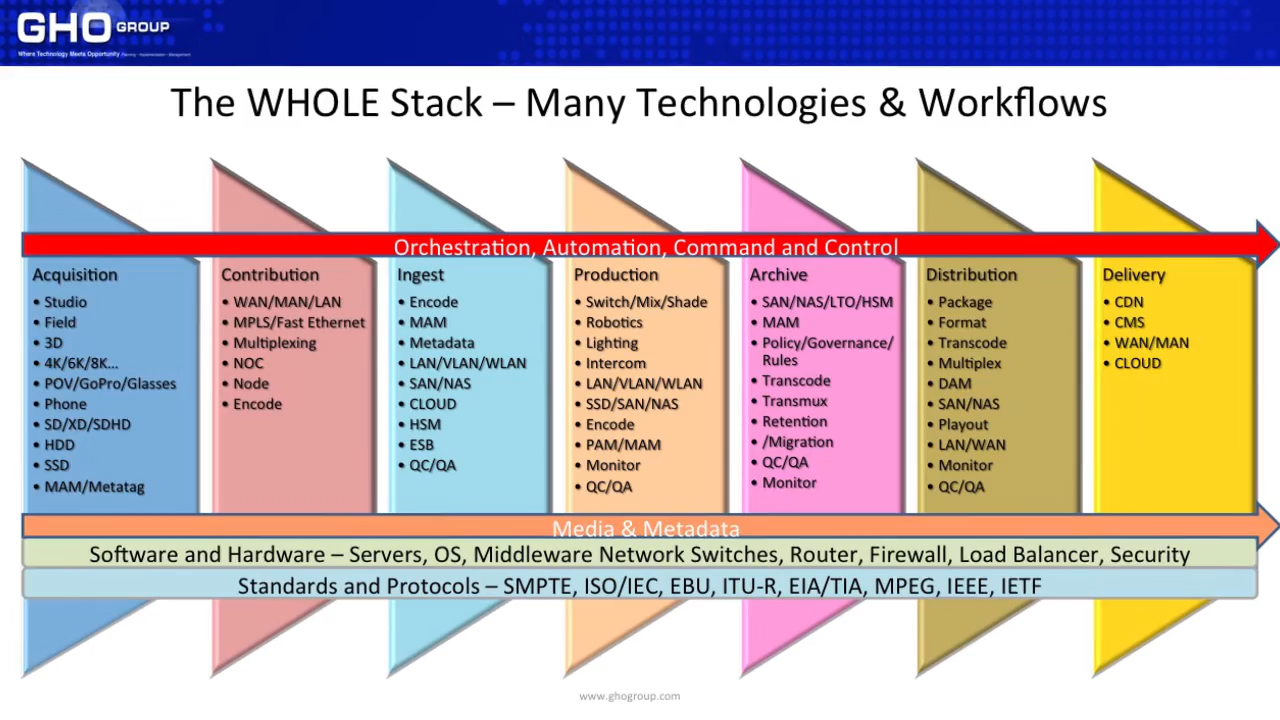 GHO GROUP
Where Technology Meets Opportunity Planning - Implementation - Management
The WHOLE Stack – Many Technologies & Workflows
Orchestration, Automation, Command and Control
Acquisition
• Studio
• Field
• 3D
• 4K/6K/8K...
• POV/GoPro/Glasses
• Phone
• SD/XD/SDHD
• HDD
• SSD
• MAM/Metatag
Contribution
• WAN/MAN/LAN
• MPLS/Fast Ethernet
• Multiplexing
• NOC
• Node
• Encode
Ingest
• Encode
• MAM
• Metadata
• LAN/VLAN/WLAN
• SAN/NAS
• CLOUD
• HSM
• ESB
• QC/QA
Production
• Switch/Mix/Shade
• Robotics
• Lighting
• Intercom
• LAN/VLAN/WLAN
• SSD/SAN/NAS
• Encode
• PAM/MAM
• Monitor
• QC/QA
Archive
• SAN/NAS/LTO/HSM
• MAM
• Policy/Governance/
Rules
• Transcode
• Transmux
• Retention
• /Migration
• QC/QA
• Monitor
Distribution
• Package
• Format
• Transcode
• Multiplex
• DAM
• SAN/NAS
• Playout
• LAN/WAN
• Monitor
• QC/QA
Delivery
• CDN
• CMS
• WAN/MAN
• CLOUD
Media & Metadata
Software and Hardware – Servers, OS, Middleware Network Switches, Router, Firewall, Load Balancer, Security
Standards and Protocols – SMPTE, ISO/IEC, EBU, ITU-R, EIA/TIA, MPEG, IEEE, IETF
www.ghogroup.com